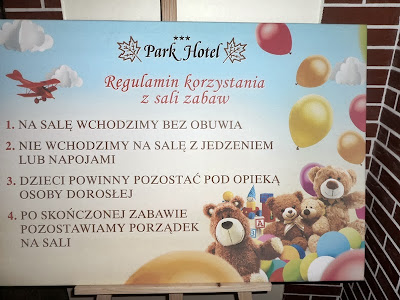 ★★★
Park Hotel
Regulamin korzystania
z sali zabaw
1. NA SALĘ WCHODZIMY BEZ OBUWIA
2. NIE WCHODZIMY NA SALĘ Z JEDZENIEM
LUB NAPOJAMI
3. DZIECI POWINNY POZOSTAĆ POD OPIEKĄ
OSOBY DOROSŁEJ
4. PO SKOŃCZONEJ ZABAWIE
POZOSTAWIAMY PORZĄDEK
NA SALI